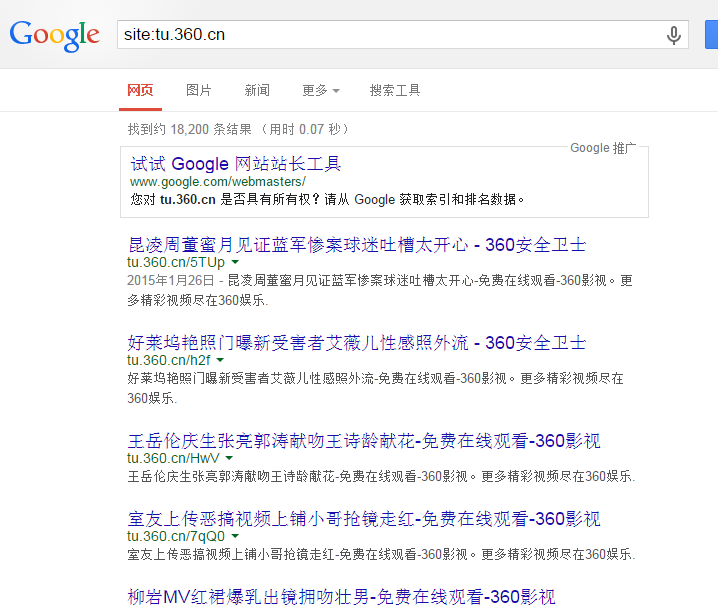 Google
site:tu.360.cn
网页 图片 新闻 更多 搜索工具
找到约 18,200 条结果 (用时 0.07 秒)
Google 推广
试试 Google 网站站长工具
www.google.com/webmasters/
您对 tu.360.cn 是否具有所有权？请从 Google 获取索引和排名数据。
昆凌周董蜜月见证蓝军惨案球迷吐槽太开心 - 360安全卫士
tu.360.cn/5TUp
2015年1月26日 - 昆凌周董蜜月见证蓝军惨案球迷吐槽太开心-免费在线观看-360影视。更
多精彩视频尽在360娱乐.
好莱坞艳照门曝新受害者艾薇儿性感照外流 - 360安全卫士
tu.360.cn/h2f
好莱坞艳照门曝新受害者艾薇儿性感照外流-免费在线观看-360影视。更多精彩视频尽在
360娱乐.
王岳伦庆生张亮郭涛献吻王诗龄献花-免费在线观看-360影视
tu.360.cn/HwV
王岳伦庆生张亮郭涛献吻王诗龄献花-免费在线观看-360影视。更多精彩视频尽在360娱乐.
室友上传恶搞视频上铺小哥抢镜走红-免费在线观看-360影视
tu.360.cn/7qQ0
室友上传恶搞视频上铺小哥抢镜走红-免费在线观看-360影视。更多精彩视频尽在360娱乐.
柳岩MV红裙爆乳出镜拥吻壮男-免费在线观看-360影视